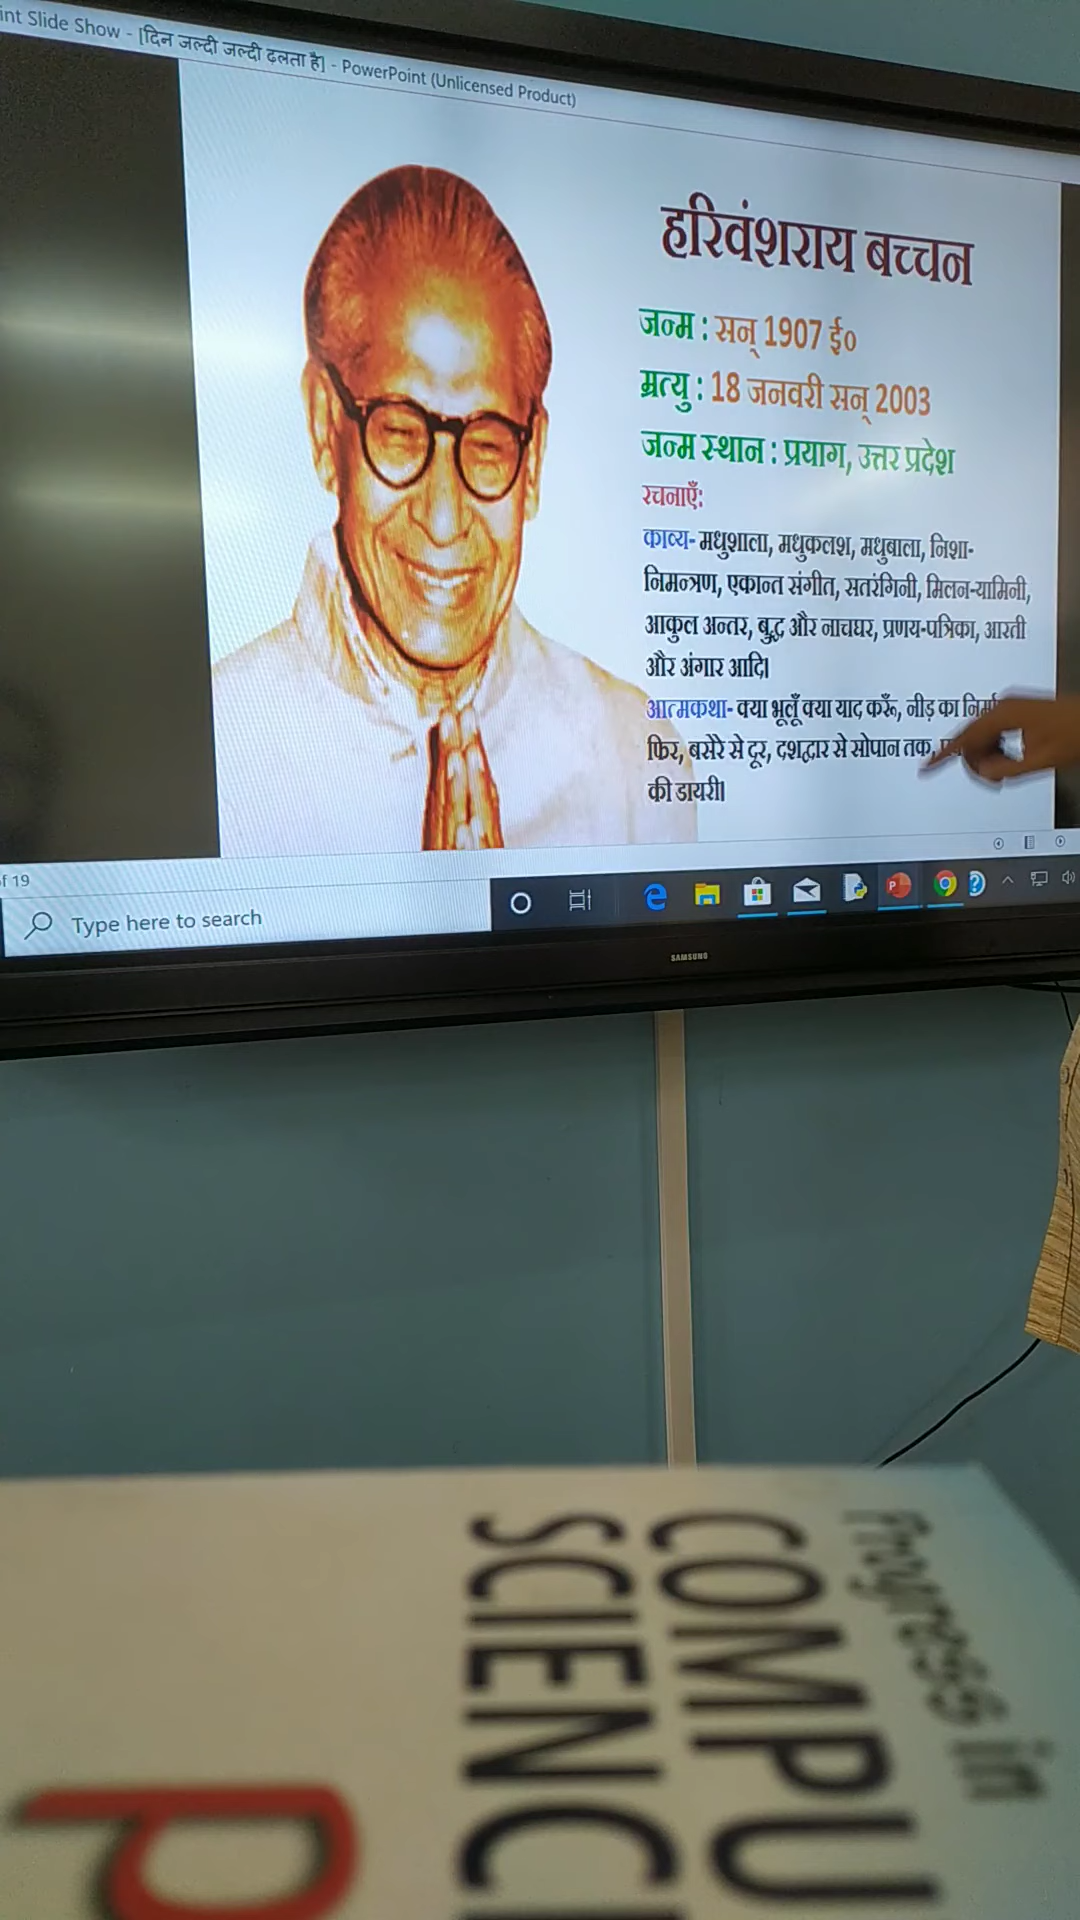 int Slide Show - [दिन जल्दी जल्दी ढलता है] - PowerPoint (Unlicensed Product)
हरिवंशराय बच्चन
जन्म : सन् 1907 ई०
म्रत्यु : 18 जनवरी सन् 2003
जन्म स्थान : प्रयाग, उत्तर प्रदेश
रचनाएँ:
काव्य- मधुशाला, मधुकलश, मधुबाला, निशा-
निमन्त्रण, एकान्त संगीत, सतरंगिनी, मिलन-यामिनी,
आकुल अन्तर, बुद्ध और नाचघर, प्रणय-पत्रिका, आरती
और अंगार आदि।
आत्मकथा- क्या भूलूँ क्या याद करूँ, नीड़ का
फिर, बसेरे से दूर, दशद्वार से सोपान तक,
की डायरी।
f 19
Type here to search
SAMSUNG
Progress in
COMPU
SCIENC
P